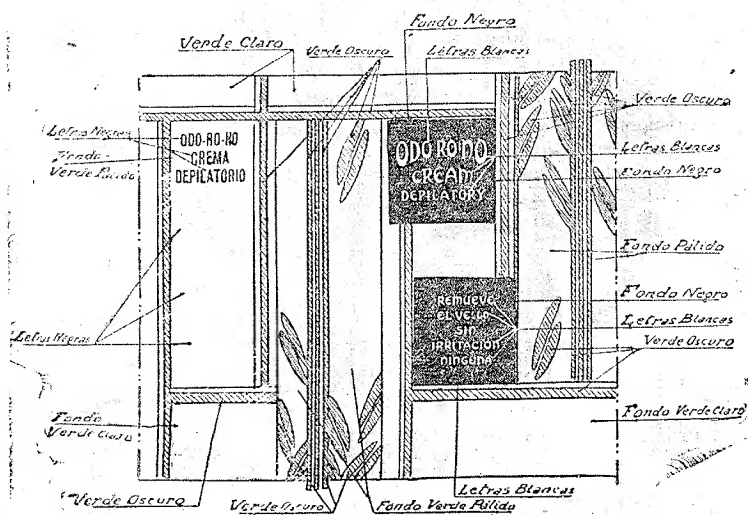 Fondo Negro
Verde Claro
Verde Oscuro
Letras Blancas
Verde Oscuro
Letras Negras
ODO-RO-NO
CREMA
DEPILATORIO
Fondo
Verde Pálido
ODO-RO-NO
CREAM
DEPILATORY
Letras Blancas
Fondo Negro
Fondo Pálido
REMUEVE
EL VELLO
SIN
IRRITACIÓN
NINGUNA
Fondo Negro
Letras Blancas
Verde Oscuro
Letras Negras
Fondo
Verde Claro
Fondo Verde Claro
Verde Oscuro
Verde Oscuro
Fondo Verde Pálido
Letras Blancas